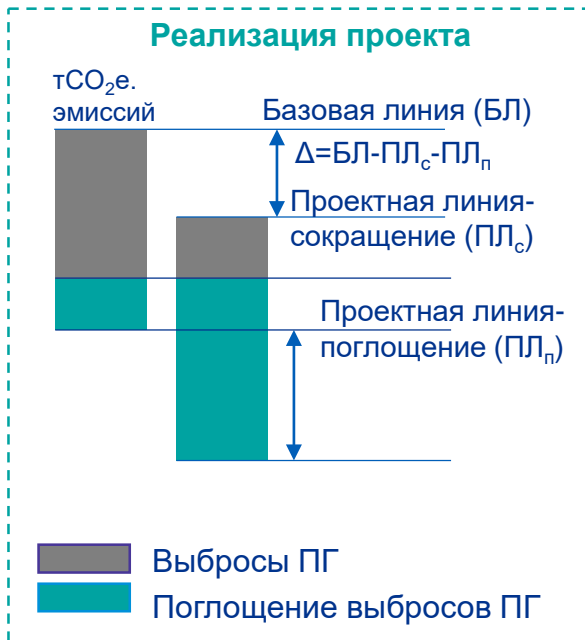 Реализация проекта
тСО₂е.
эмиссий
Базовая линия (БЛ)
Δ=БЛ-ПЛс-ПЛп
Проектная линия-
сокращение (ПЛс)
Проектная линия-
поглощение (ПЛп)
Выбросы ПГ
Поглощение выбросов ПГ